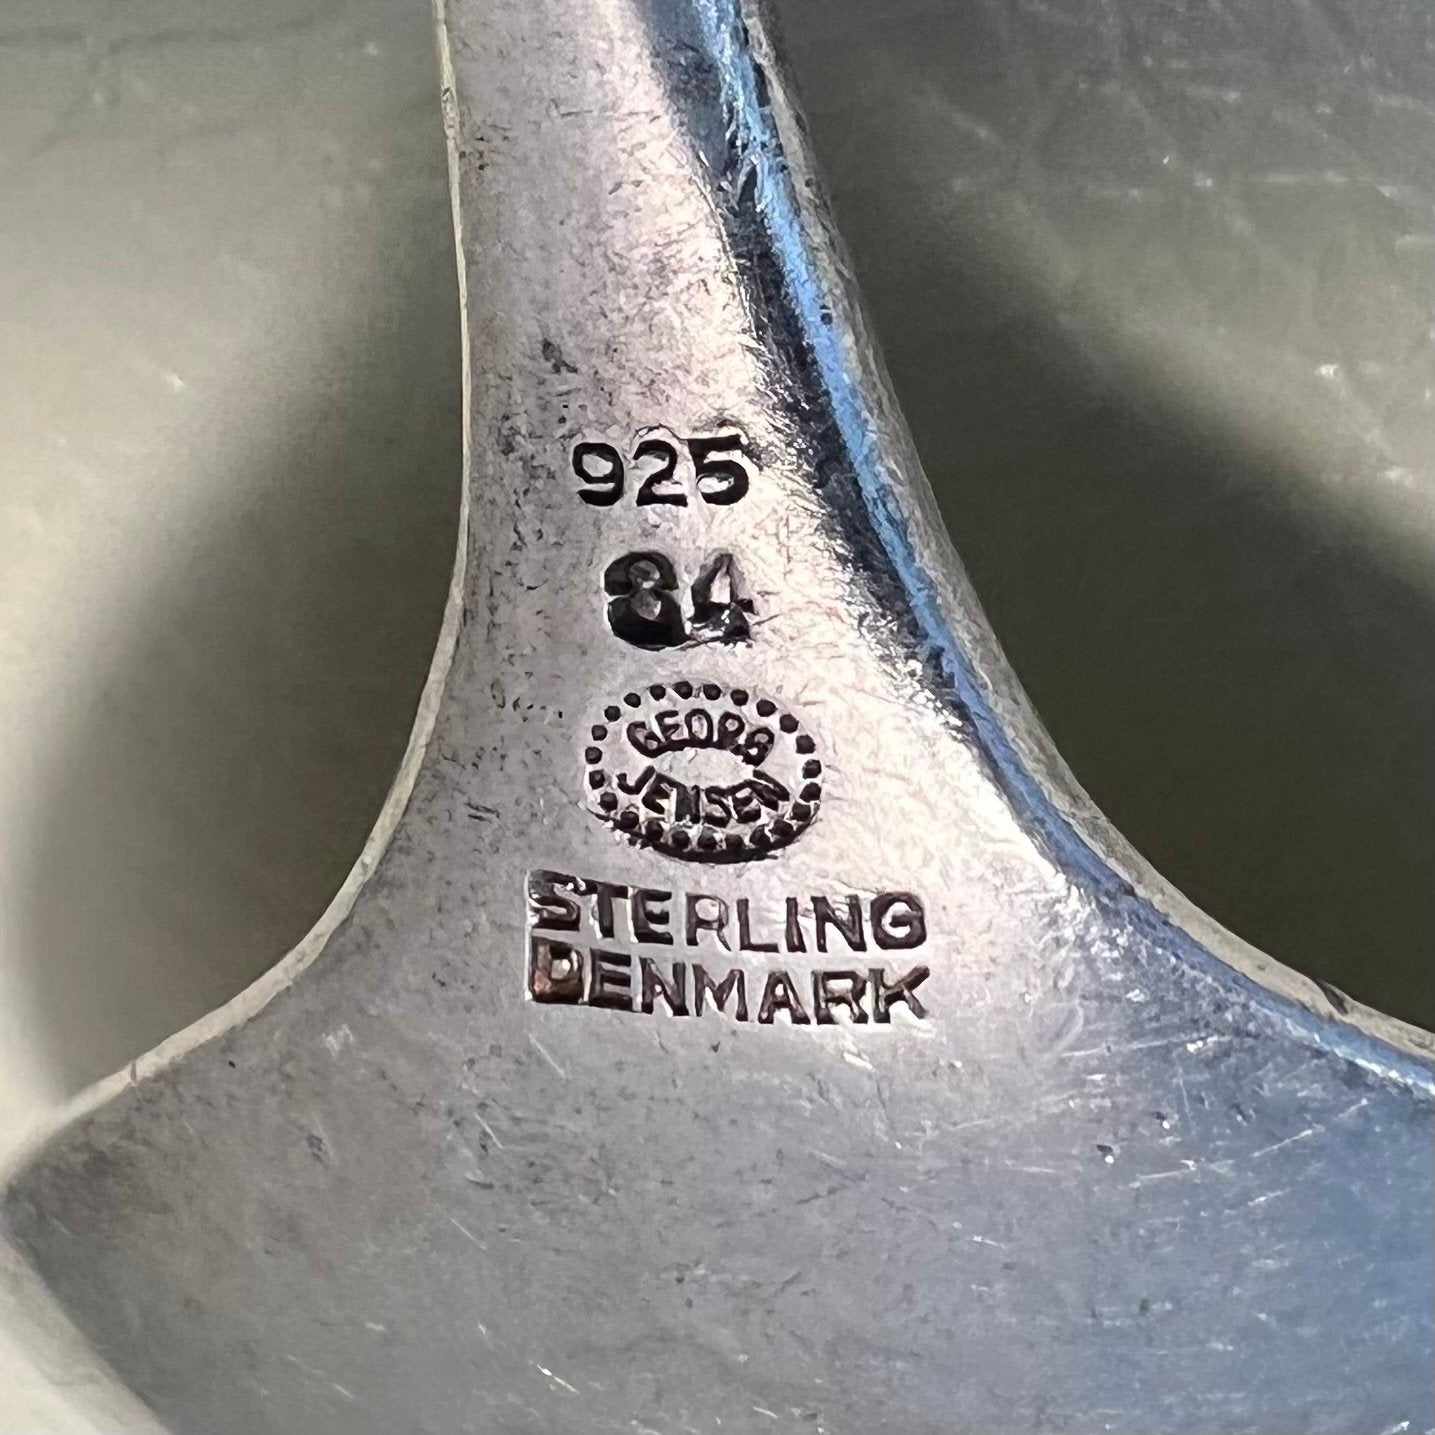 925
84
GEORG
JENSEN
STERLING
DENMARK